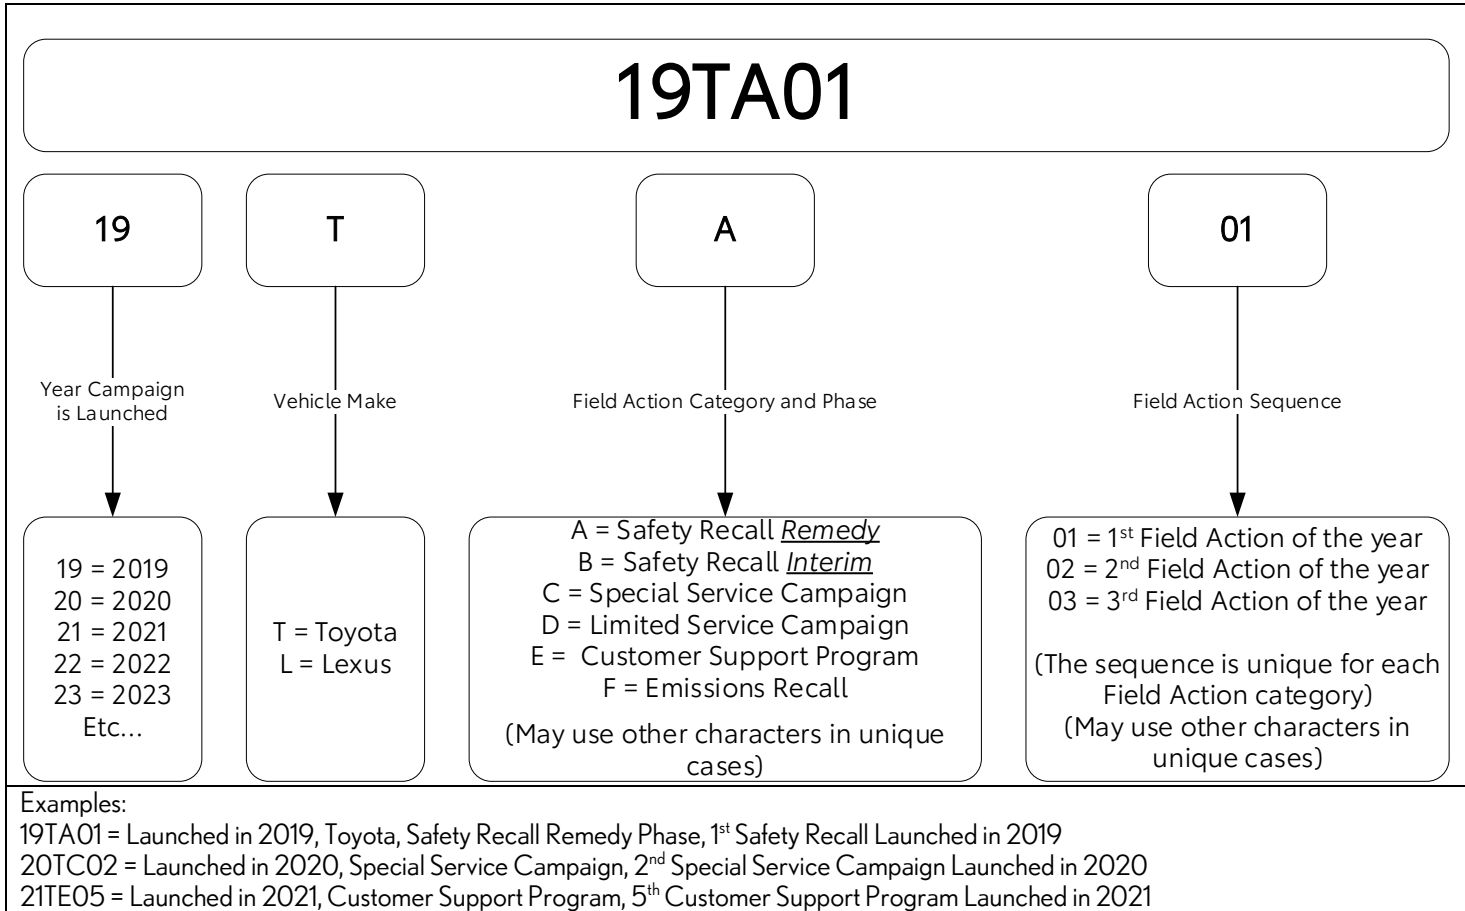 19TA01
19
T
A
01
Year Campaign
is Launched
Vehicle Make
Field Action Category and Phase
Field Action Sequence
19 = 2019
20 = 2020
21 = 2021
22 = 2022
23 = 2023
Etc...
T = Toyota
L = Lexus
A = Safety Recall Remedy
B = Safety Recall Interim
C = Special Service Campaign
D = Limited Service Campaign
E = Customer Support Program
F = Emissions Recall
(May use other characters in unique
cases)
01 = 1st Field Action of the year
02 = 2nd Field Action of the year
03 = 3rd Field Action of the year
(The sequence is unique for each
Field Action category)
(May use other characters in
unique cases)
Examples:
19TA01 = Launched in 2019, Toyota, Safety Recall Remedy Phase, 1st Safety Recall Launched in 2019
20TC02 = Launched in 2020, Special Service Campaign, 2nd Special Service Campaign Launched in 2020
21TE05 = Launched in 2021, Customer Support Program, 5th Customer Support Program Launched in 2021